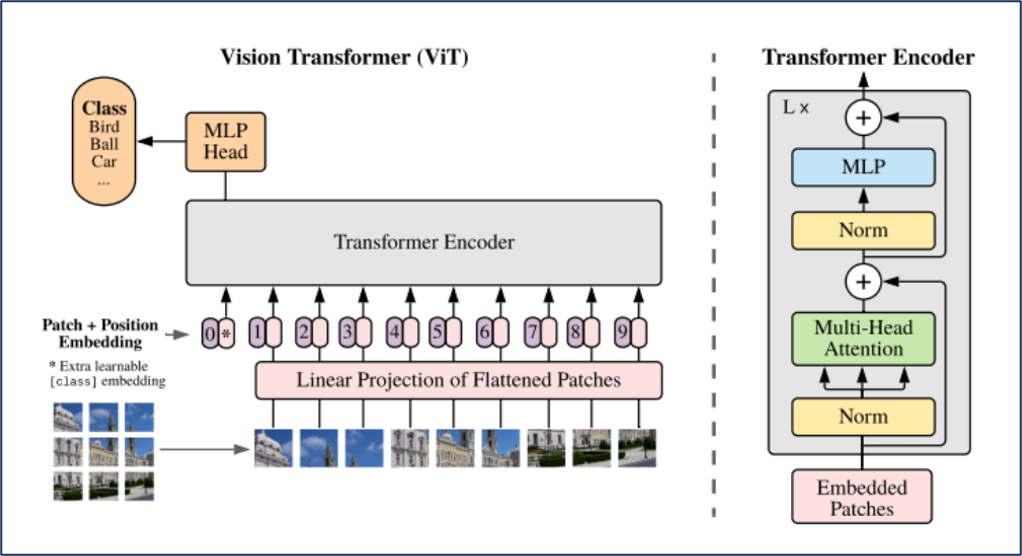 Vision Transformer (ViT)
Class
Bird
Ball
Car
...
MLP
Head
Transformer Encoder
Patch + Position
Embedding
* Extra learnable
[class] embedding
0 * 1 2 3 4 5 6 7 8 9
Linear Projection of Flattened Patches
Transformer Encoder
L x
+
MLP
Norm
+
Multi-Head
Attention
Norm
Embedded
Patches